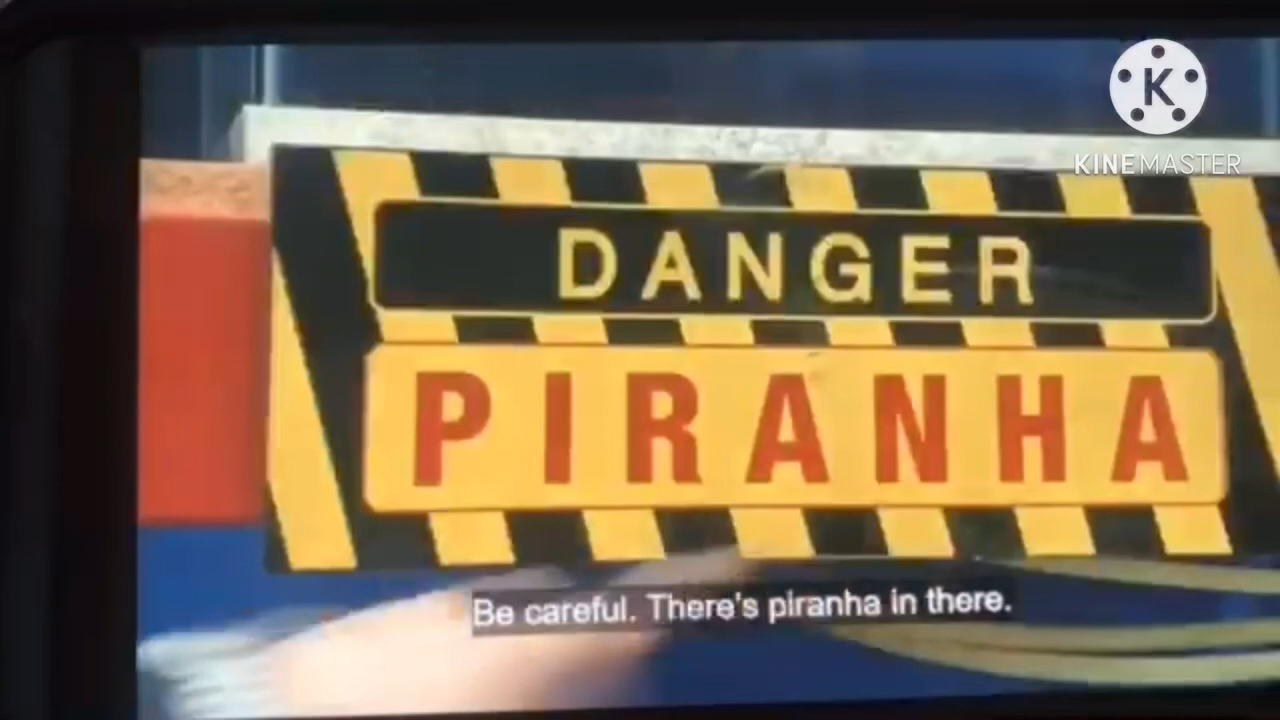 K
KINEMASTER
DANGER
PIRANHA
Be careful. There's piranha in there.